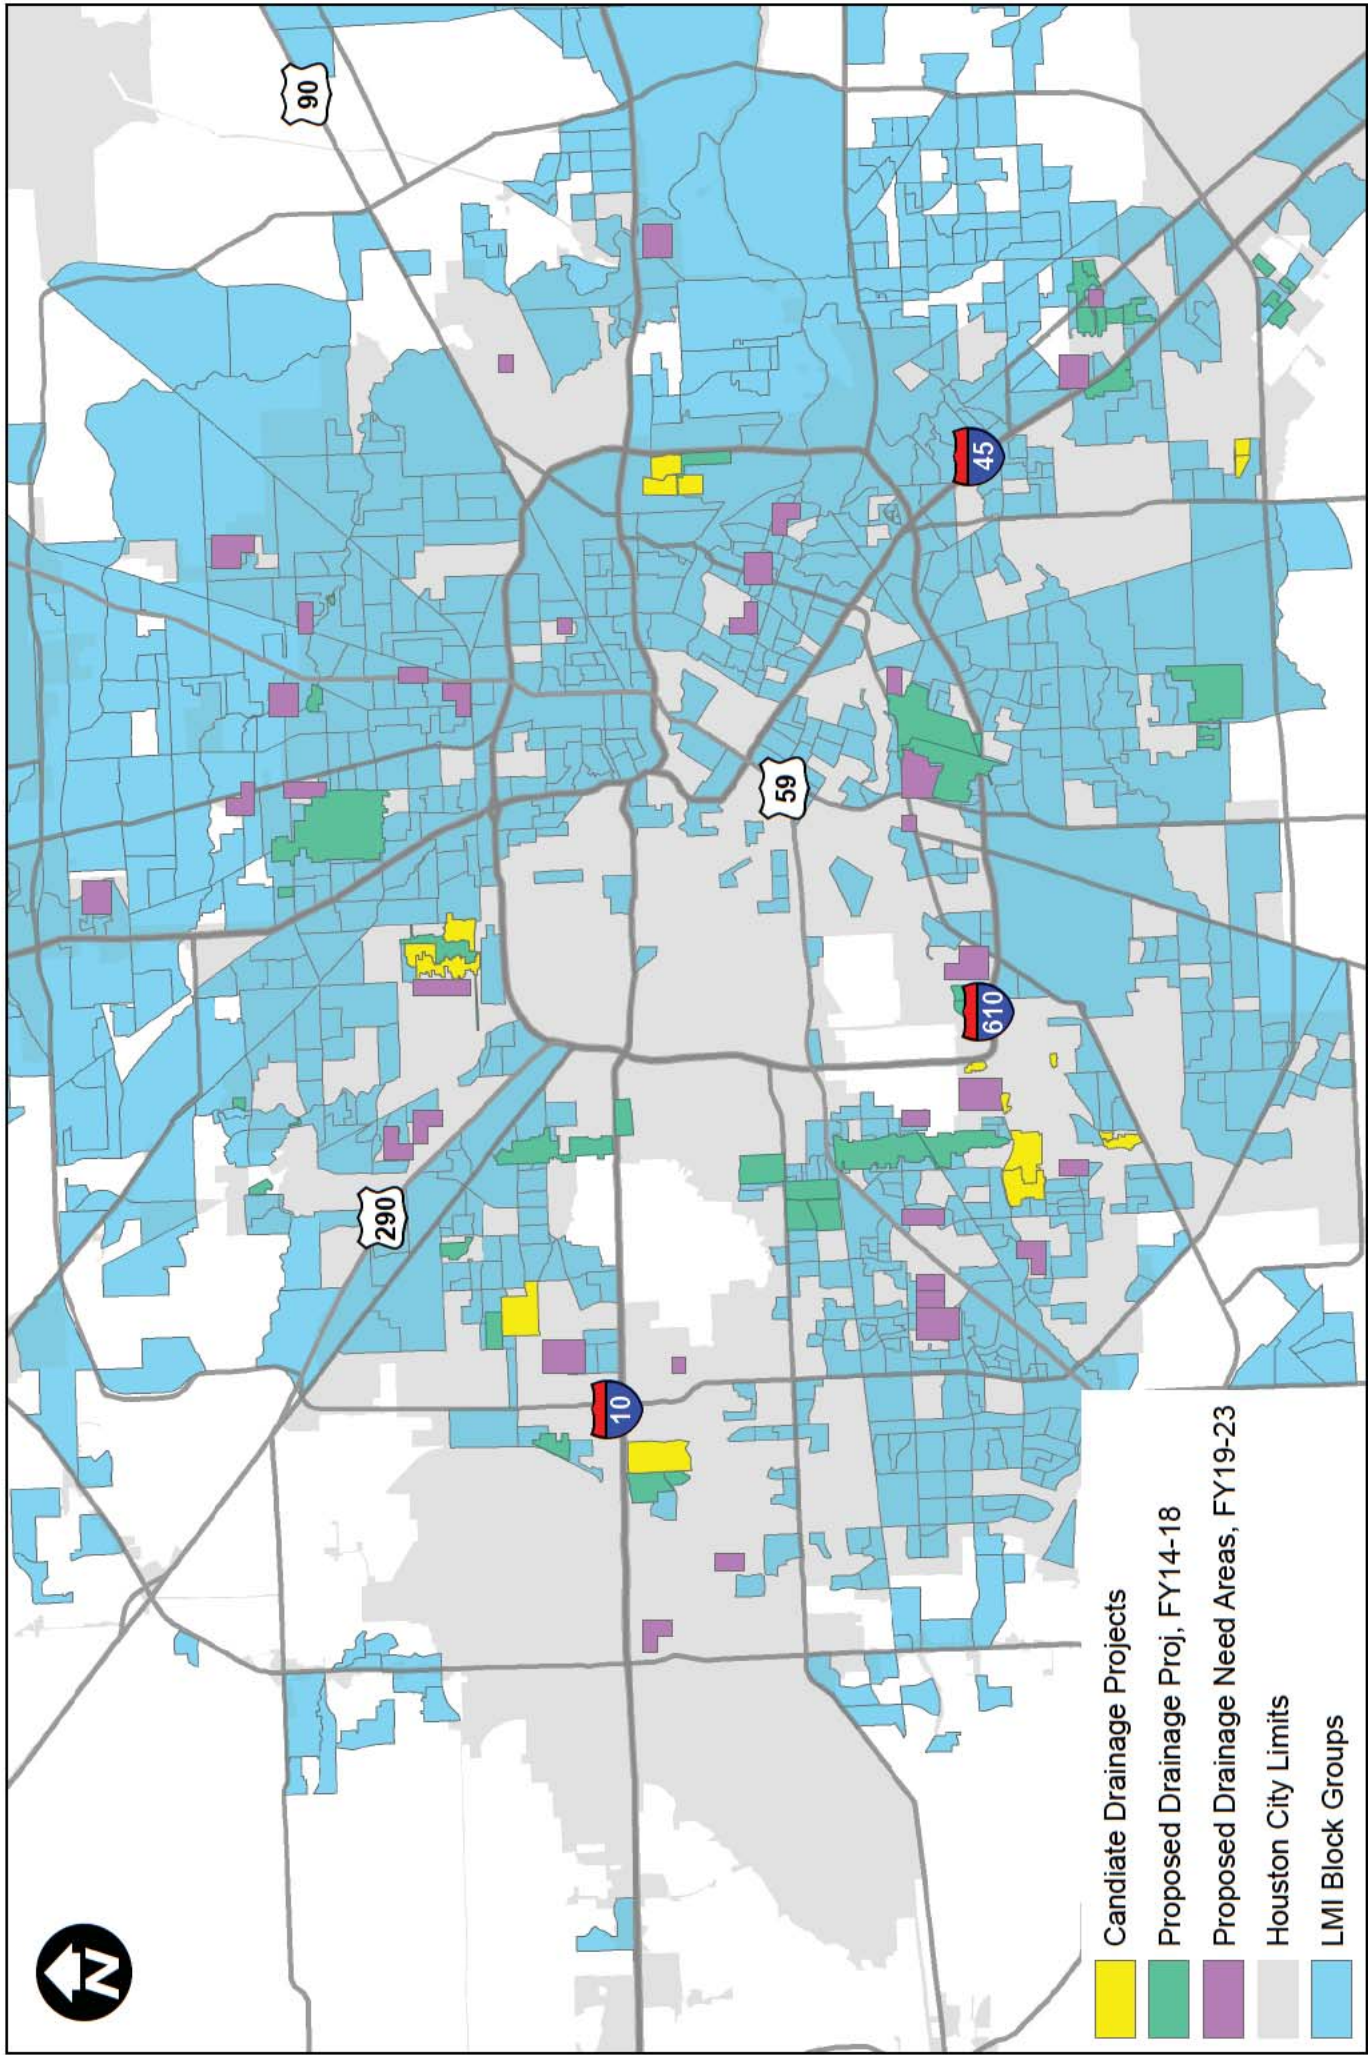 N
90
290
10
59
45
610
Candiate Drainage Projects
Proposed Drainage Proj, FY14-18
Proposed Drainage Need Areas, FY19-23
Houston City Limits
LMI Block Groups